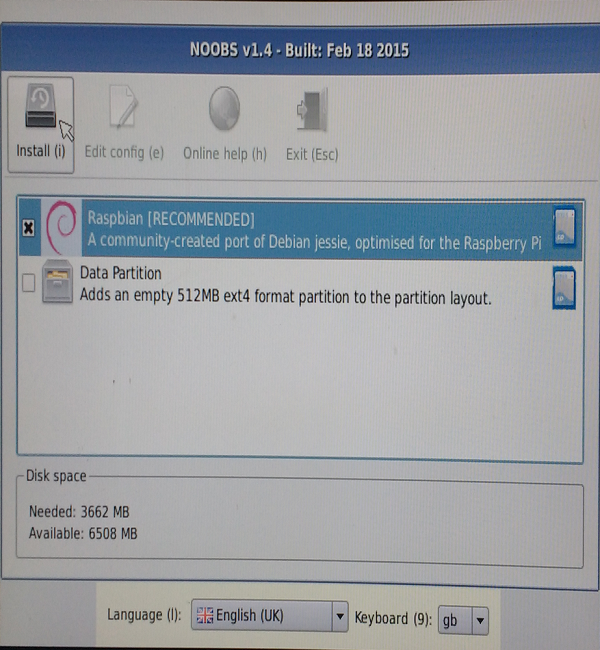 NOOBS v1.4 - Built: Feb 18 2015
Install (i) Edit config (e) Online help (h) Exit (Esc)
Raspbian [RECOMMENDED]
A community-created port of Debian jessie, optimised for the Raspberry Pi
Data Partition
Adds an empty 512MB ext4 format partition to the partition layout.
Disk space
Needed: 3662 MB
Available: 6508 MB
Language (l): English (UK) Keyboard (9): gb